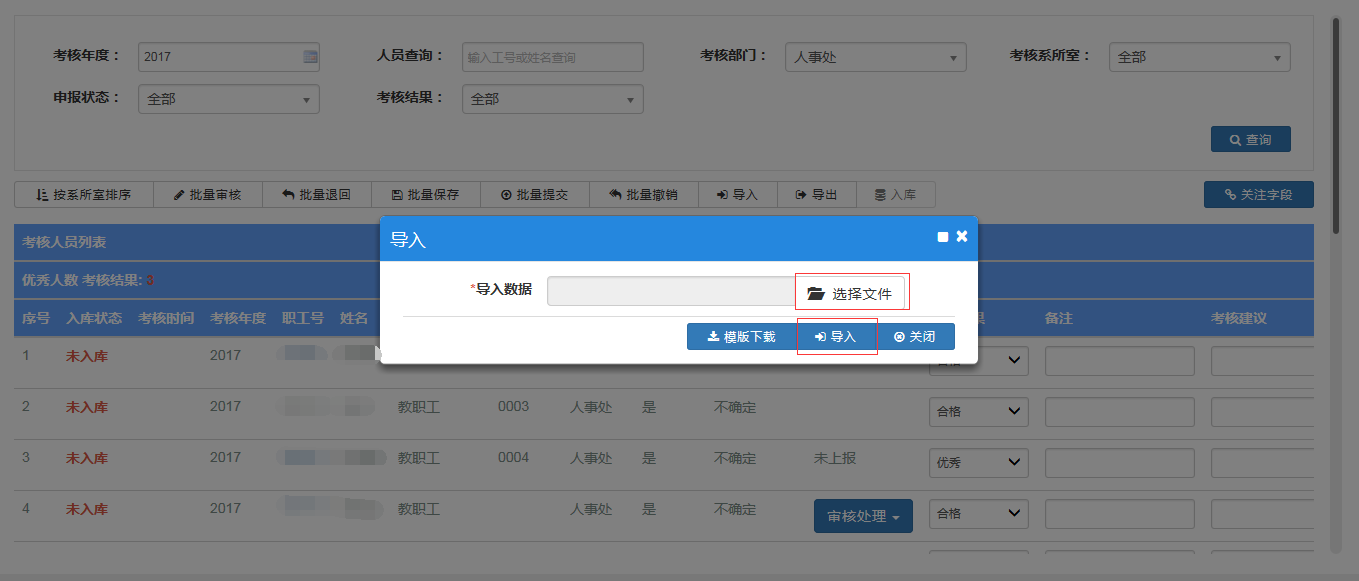 考核年度： 2017 人员查询： 输入工号或姓名查询 考核部门： 人事处 考核系所室： 全部
申报状态： 全部 考核结果： 全部
查询
按系所室排序 批量审核 批量退回 批量保存 批量提交 批量撤销 导入 导出 入库 关注字段
考核人员列表
导入
优秀人数 考核结果: 3
*导入数据 选择文件
序号 入库状态 考核时间 考核年度 职工号 姓名 备注 考核建议
模版下载 导入 关闭
1 未入库 2017
2 未入库 2017 教职工 0003 人事处 是 不确定 合格
3 未入库 2017 教职工 0004 人事处 是 不确定 未上报 优秀
4 未入库 2017 教职工 人事处 是 不确定 审核处理 合格